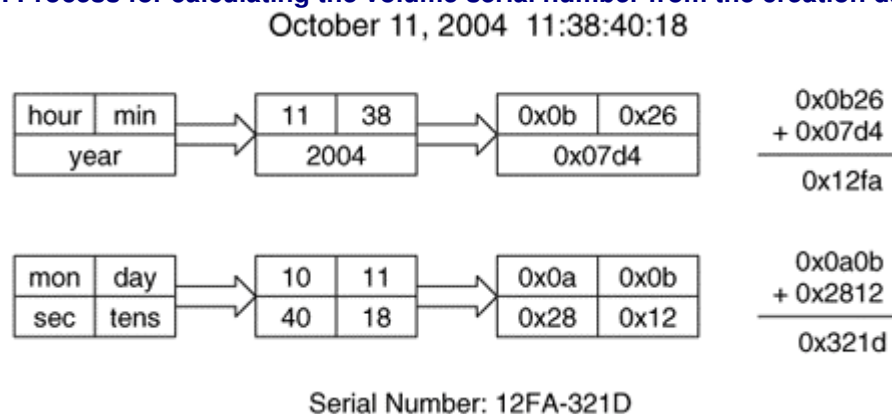 Process for calculating the volume serial number from the creation
October 11, 2004 11:38:40:18
hour min
year
11 38
2004
0x0b 0x26
0x07d4
0x0b26
+ 0x07d4
0x12fa
mon day
sec tens
10 11
40 18
0x0a 0x0b
0x28 0x12
0x0a0b
+ 0x2812
0x321d
Serial Number: 12FA-321D